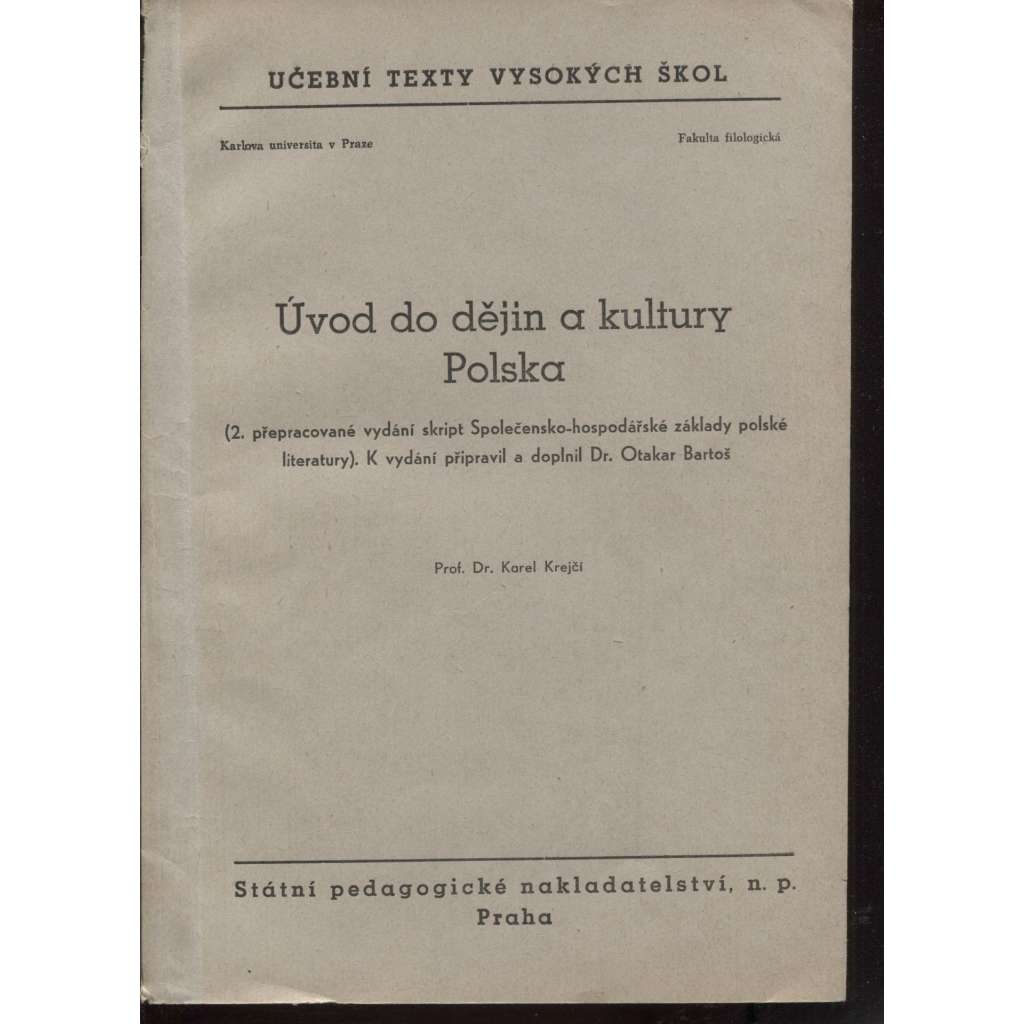 UČEBNÍ TEXTY VYSOKÝCH ŠKOL
Karlova universita v Praze
Fakulta filologická
Úvod do dějin a kultury
Polska
(2. přepracované vydání skript Společensko-hospodářské základy polské
literatury). K vydání připravil a doplnil Dr. Otakar Bartoš
Prof. Dr. Karel Krejčí
Státní pedagogické nakladatelství, n. p.
Praha